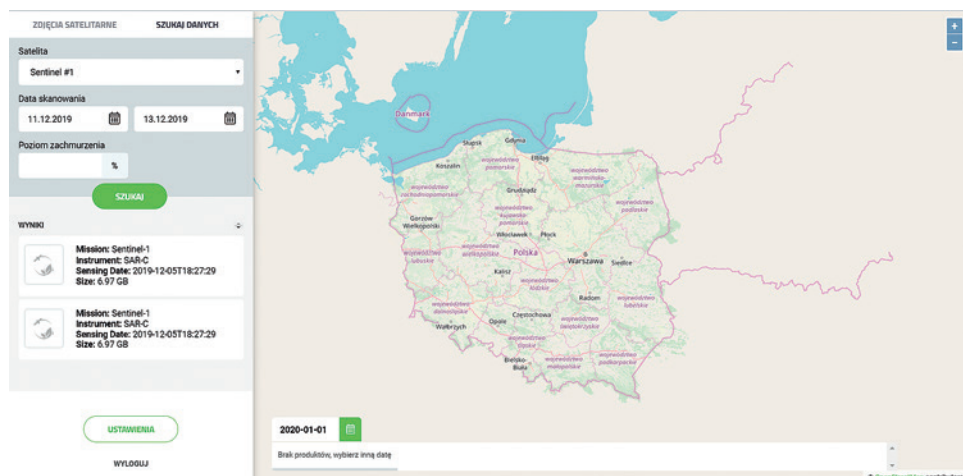 ZDJĘCIA SATELITARNE
SZUKAJ DANYCH
Satelita
Sentinel #1
Data skanowania
11.12.2019
13.12.2019
Poziom zachmurzenia
%
SZUKAJ
WYNIKI
Mission: Sentinel-1
Instrument: SAR-C
Sensing Date: 2019-12-05T18:27:29
Size: 6.97 GB
Mission: Sentinel-1
Instrument: SAR-C
Sensing Date: 2019-12-05T18:27:29
Size: 6.97 GB
USTAWIENIA
WYLOGUJ
+
−
Danmark
Słupsk
Gdynia
Koszalin
województwo
pomorskie
Elbląg
województwo
warmińsko-
mazurskie
województwo
zachodniopomorskie
Grudziądz
województwo
podlaskie
Gorzów
Wielkopolski
województwo
kujawsko-
pomorskie
Włocławek
Płock
województwo
lubuskie
województwo
wielkopolskie
Polska
Warszawa
Siedlce
Kalisz
województwo
łódzkie
Radom
województwo
lubelskie
województwo
dolnośląskie
Wałbrzych
Opole
Częstochowa
województwo
świętokrzyskie
województwo
śląskie
Bielsko-
Biała
województwo
małopolskie
województwo
podkarpackie
2020-01-01
Brak produktów, wybierz inną datę